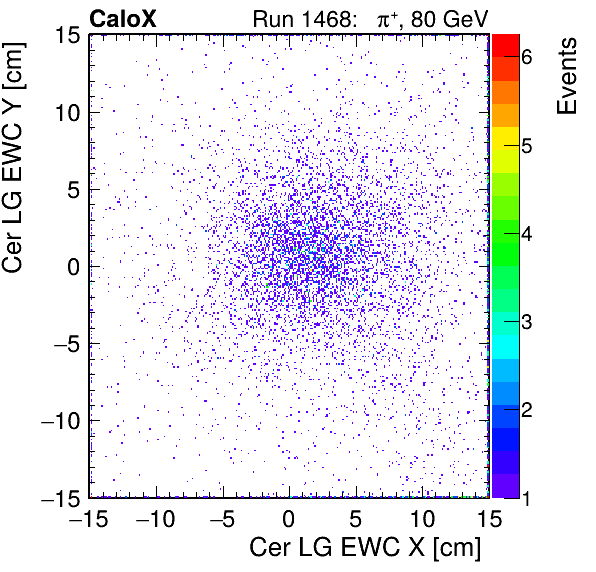 CaloX Run 1468: π⁺, 80 GeV
Cer LG EWC Y [cm]
15
10
5
0
−5
−10
−15
−15 −10 −5 0 5 10 15
Cer LG EWC X [cm]
Events
6
5
4
3
2
1